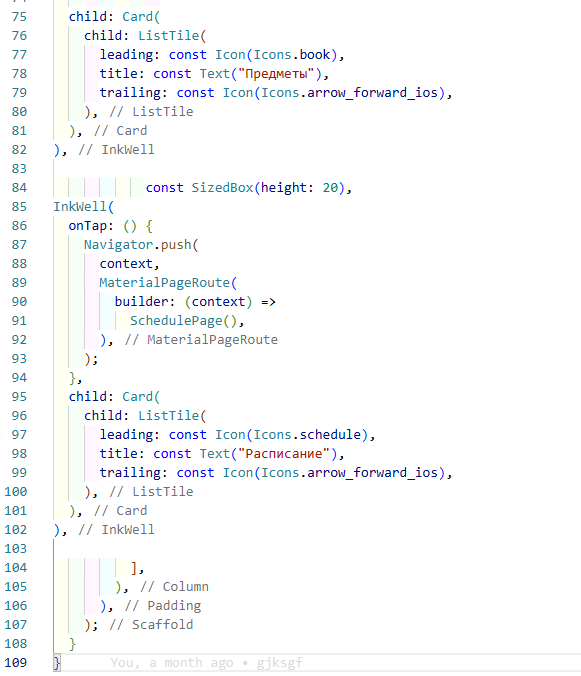 75 child: Card(
76 child: ListTile(
77 leading: const Icon(Icons.book),
78 title: const Text("Предметы"),
79 trailing: const Icon(Icons.arrow_forward_ios),
80 ), // ListTile
81 ), // Card
82 ), // InkWell
83
84 const SizedBox(height: 20),
85 InkWell(
86 onTap: () {
87 Navigator.push(
88 context,
89 MaterialPageRoute(
90 builder: (context) =>
91 SchedulePage(),
92 ), // MaterialPageRoute
93 );
94 },
95 child: Card(
96 child: ListTile(
97 leading: const Icon(Icons.schedule),
98 title: const Text("Расписание"),
99 trailing: const Icon(Icons.arrow_forward_ios),
100 ), // ListTile
101 ), // Card
102 ), // InkWell
103
104 ],
105 ), // Column
106 ), // Padding
107 ); // Scaffold
108 }
109 } You, a month ago • gjksgf